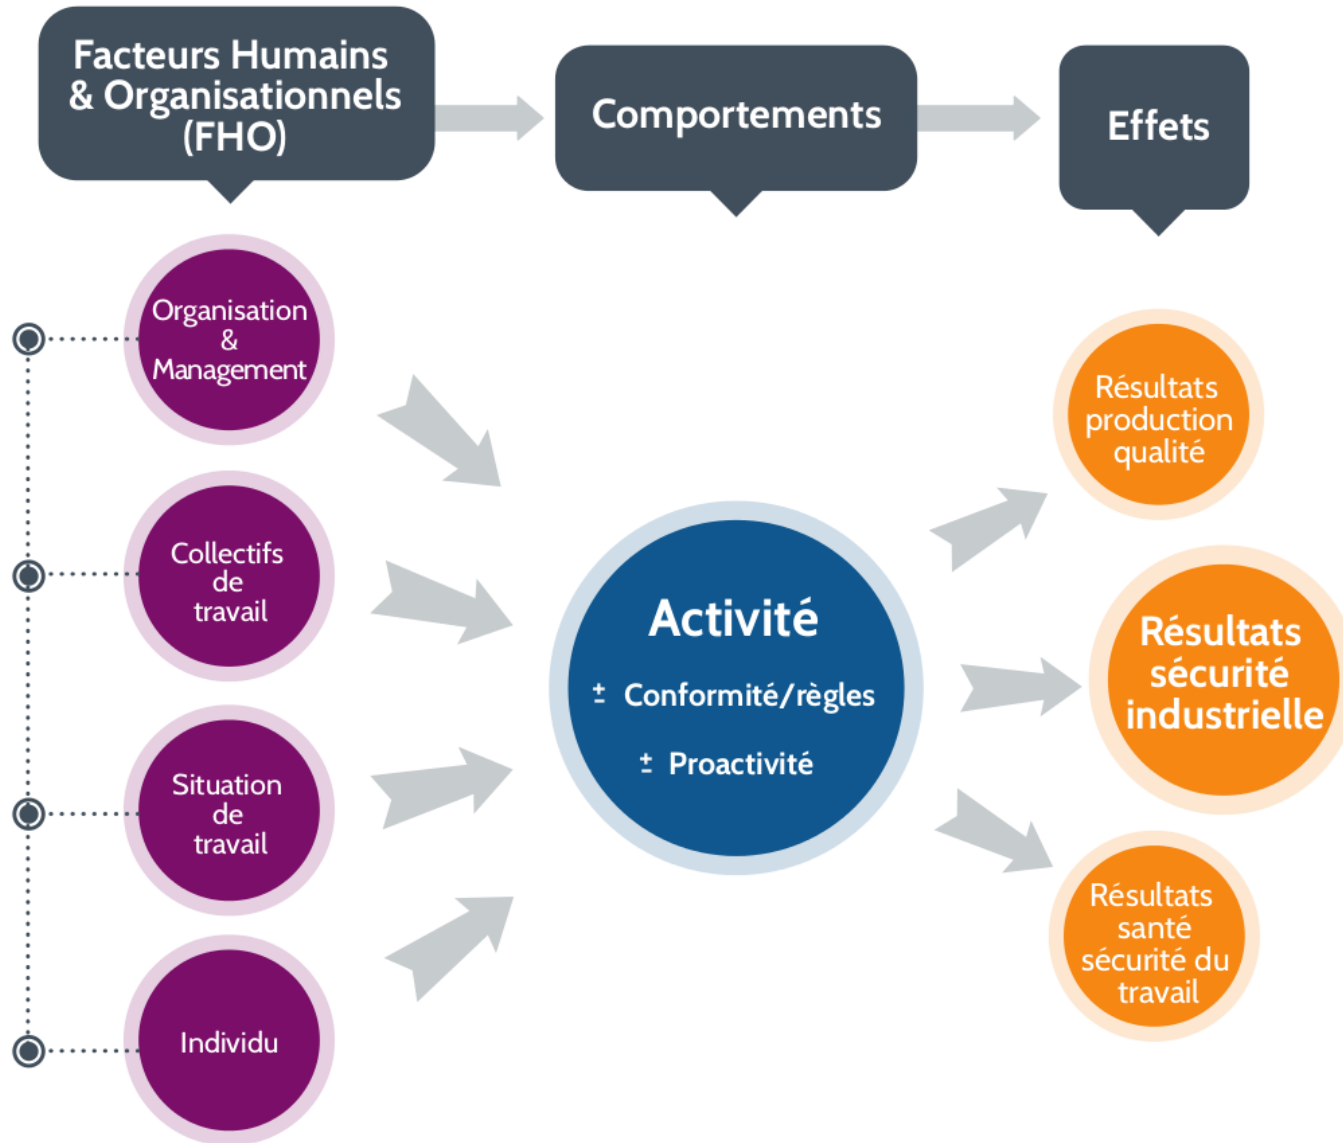 Facteurs Humains
& Organisationnels
(FHO)
Comportements
Effets
Organisation
&
Management
Collectifs
de
travail
Situation
de
travail
Individu
Activité
± Conformité/règles
± Proactivité
Résultats
production
qualité
Résultats
sécurité
industrielle
Résultats
santé
sécurité du
travail